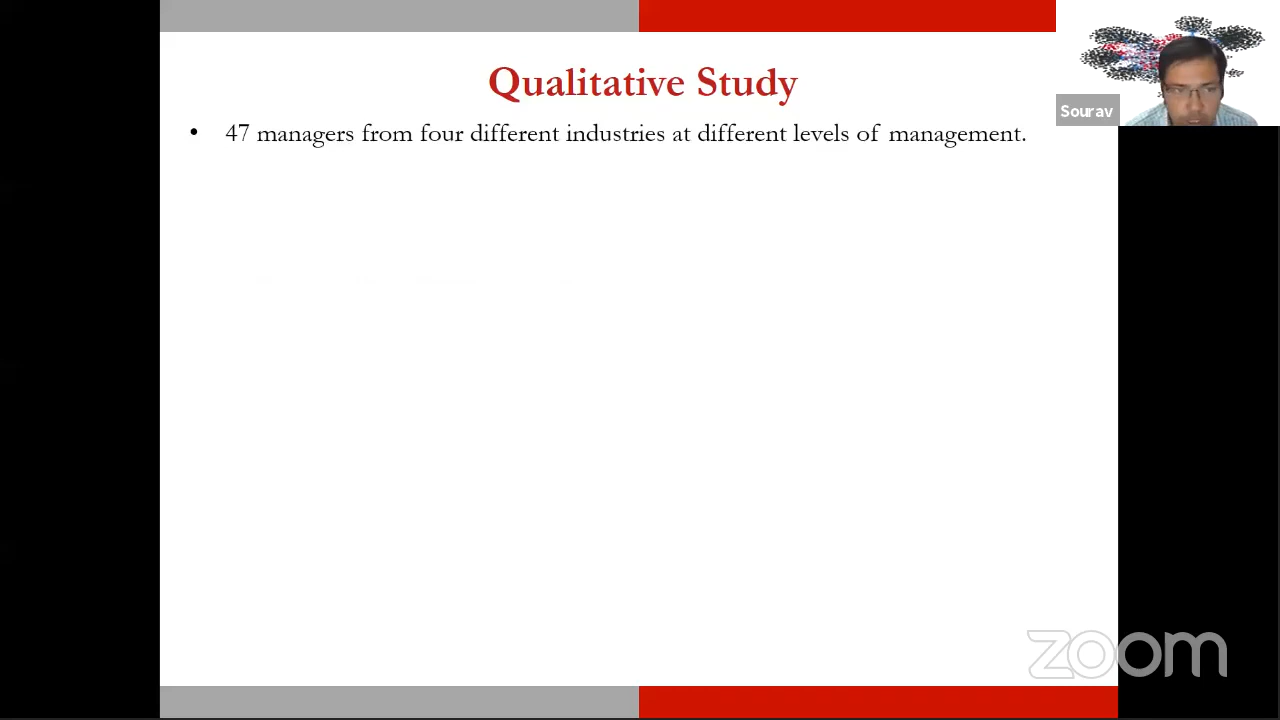 Qualitative Study
• 47 managers from four different industries at different levels of management.
Sourav
zoom